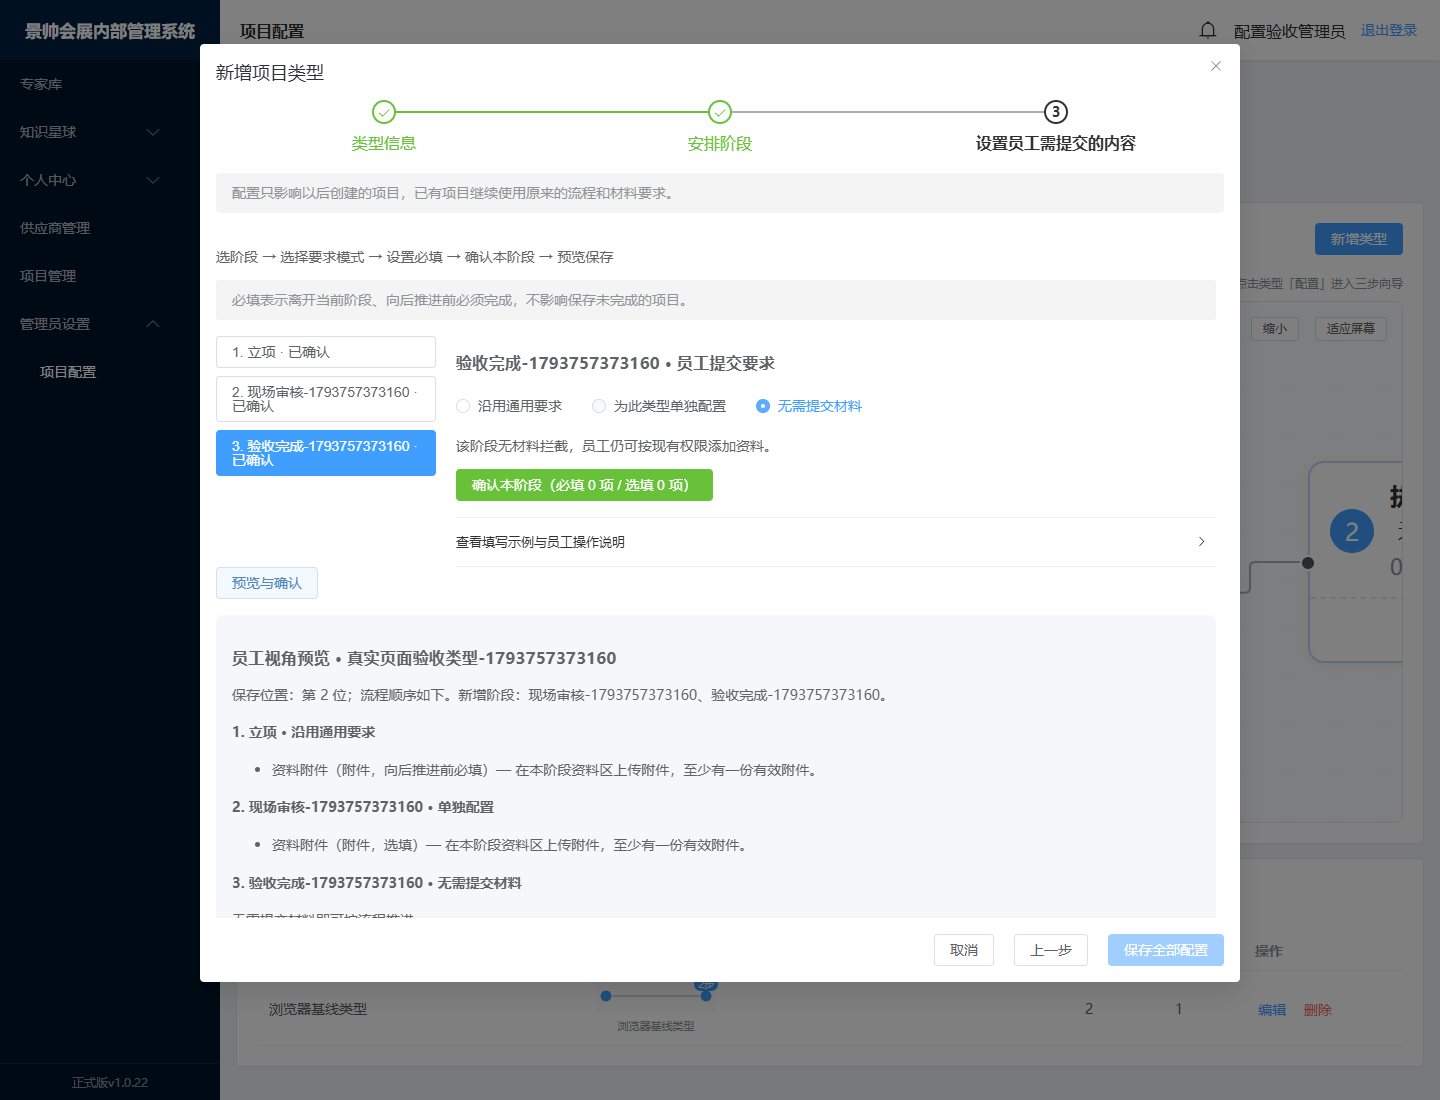 景帅会展内部管理系统
项目配置
配置验收管理员
退出登录
专家库
知识星球
个人中心
供应商管理
项目管理
管理员设置
项目配置
正式版v1.0.22
新增项目类型
类型信息
安排阶段
3
设置员工需提交的内容
配置只影响以后创建的项目，已有项目继续使用原来的流程和材料要求。
选阶段 → 选择要求模式 → 设置必填 → 确认本阶段 → 预览保存
必填表示离开当前阶段、向后推进前必须完成，不影响保存未完成的项目。
1. 立项 · 已确认
2. 现场审核-1793757373160 ·
已确认
3. 验收完成-1793757373160 ·
已确认
验收完成-1793757373160 • 员工提交要求
沿用通用要求
为此类型单独配置
无需提交材料
该阶段无材料拦截，员工仍可按现有权限添加资料。
确认本阶段（必填 0 项 / 选填 0 项）
查看填写示例与员工操作说明
预览与确认
员工视角预览 • 真实页面验收类型-1793757373160
保存位置：第 2 位；流程顺序如下。新增阶段：现场审核-1793757373160、验收完成-1793757373160。
1. 立项 • 沿用通用要求
• 资料附件（附件，向后推进前必填）— 在本阶段资料区上传附件，至少有一份有效附件。
2. 现场审核-1793757373160 • 单独配置
• 资料附件（附件，选填）— 在本阶段资料区上传附件，至少有一份有效附件。
3. 验收完成-1793757373160 • 无需提交材料
取消
上一步
保存全部配置
新增类型
点击类型「配置」进入三步向导
缩小
适应屏幕
2
0
操作
浏览器基线类型
2步
浏览器基线类型
2
1
编辑
删除